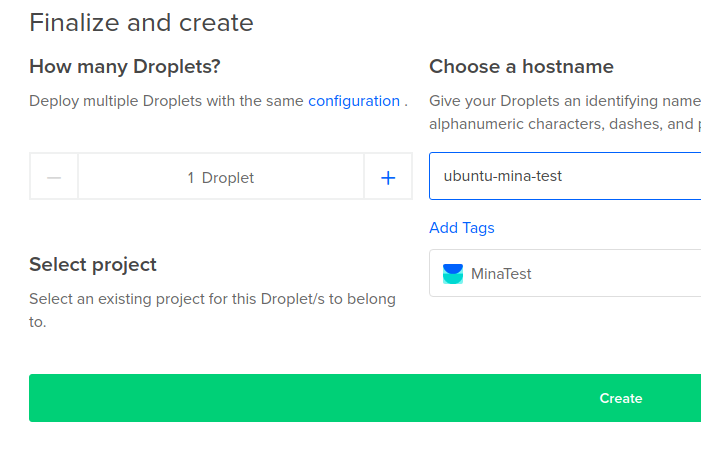 Finalize and create
How many Droplets?
Deploy multiple Droplets with the same configuration .
1 Droplet
Choose a hostname
Give your Droplets an identifying name
alphanumeric characters, dashes, and
ubuntu-mina-test
Add Tags
Select project
Select an existing project for this Droplet/s to belong
to.
MinaTest
Create